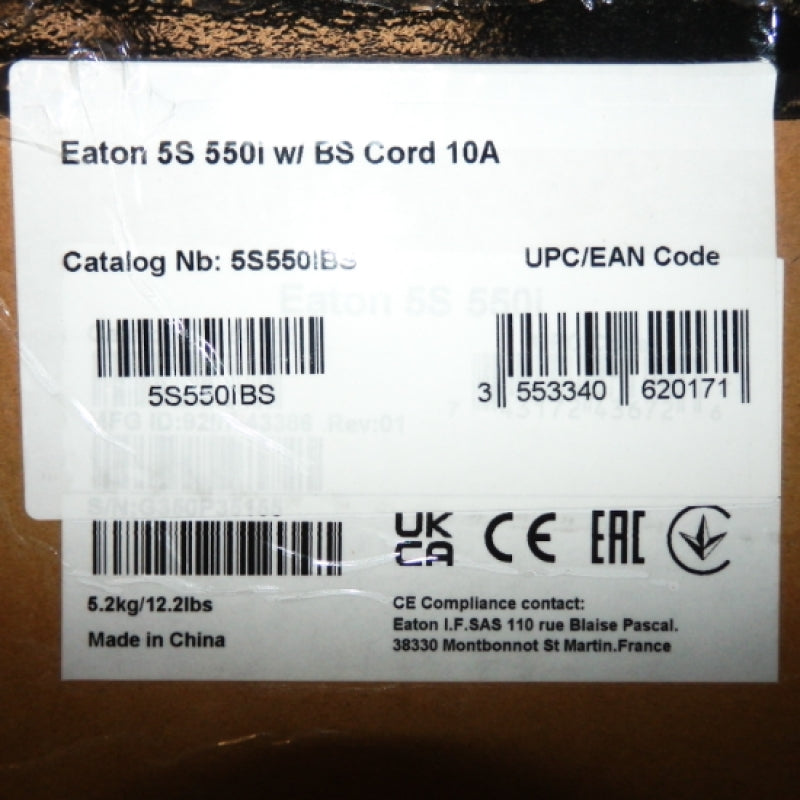 Eaton 5S 550i w/ BS Cord 10A
Catalog Nb: 5S550IBS
UPC/EAN Code
Eaton 5S 550i
5S550IBS
3 553340 620171
Rev:01
UK
CA
CE
EAC
5.2kg/12.2lbs
Made in China
CE Compliance contact:
Eaton I.F.SAS 110 rue Blaise Pascal.
38330 Montbonnot St Martin.France